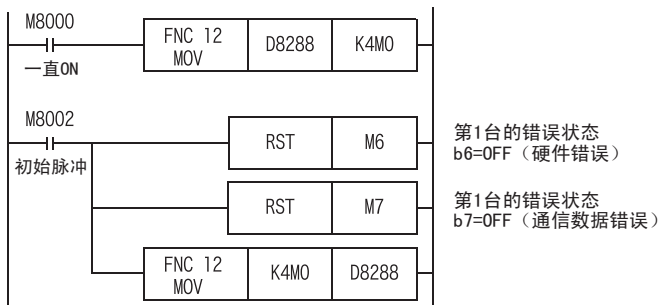 M8000
FNC 12
MOV
D8288
K4M0
一直ON
M8002
初始脉冲
RST
M6
第1台的错误状态
b6=OFF（硬件错误）
RST
M7
第1台的错误状态
b7=OFF（通信数据错误）
FNC 12
MOV
K4M0
D8288